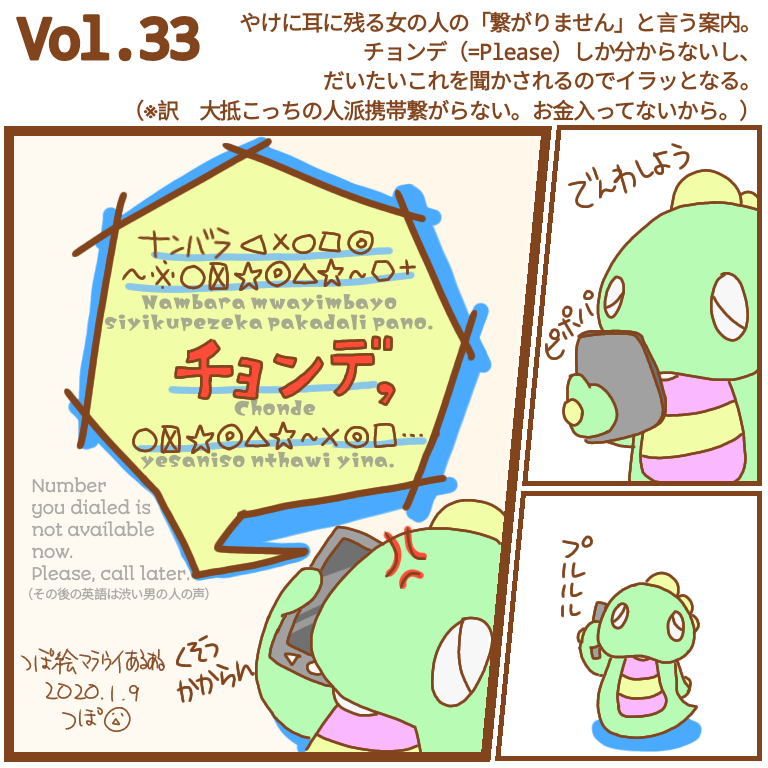 Vol.33
やけに耳に残る女の人の「繋がりません」と言う案内。
チョンデ（=Please）しか分からないし、
だいたいこれを聞かされるのでイラッとなる。
（※訳　大抵こっちの人派携帯繋がらない。お金入ってないから。）
でんわしよう
ピポパ
プルルルル
ナンバラ◁×○□◎
～※○☒☆◎△☆～○+
Nambara mwayimbayo
siyikupezeka pakadali pano.
チョンデ,
Chonde
○☒☆◎△☆～×◎□…
yesaniso nthawi yina.
Number
you dialed is
not available
now.
Please, call later.
（その後の英語は渋い男の人の声）
くそぅ
かからん
つぽ絵マラウイあるある
2020.1.9
つぽ